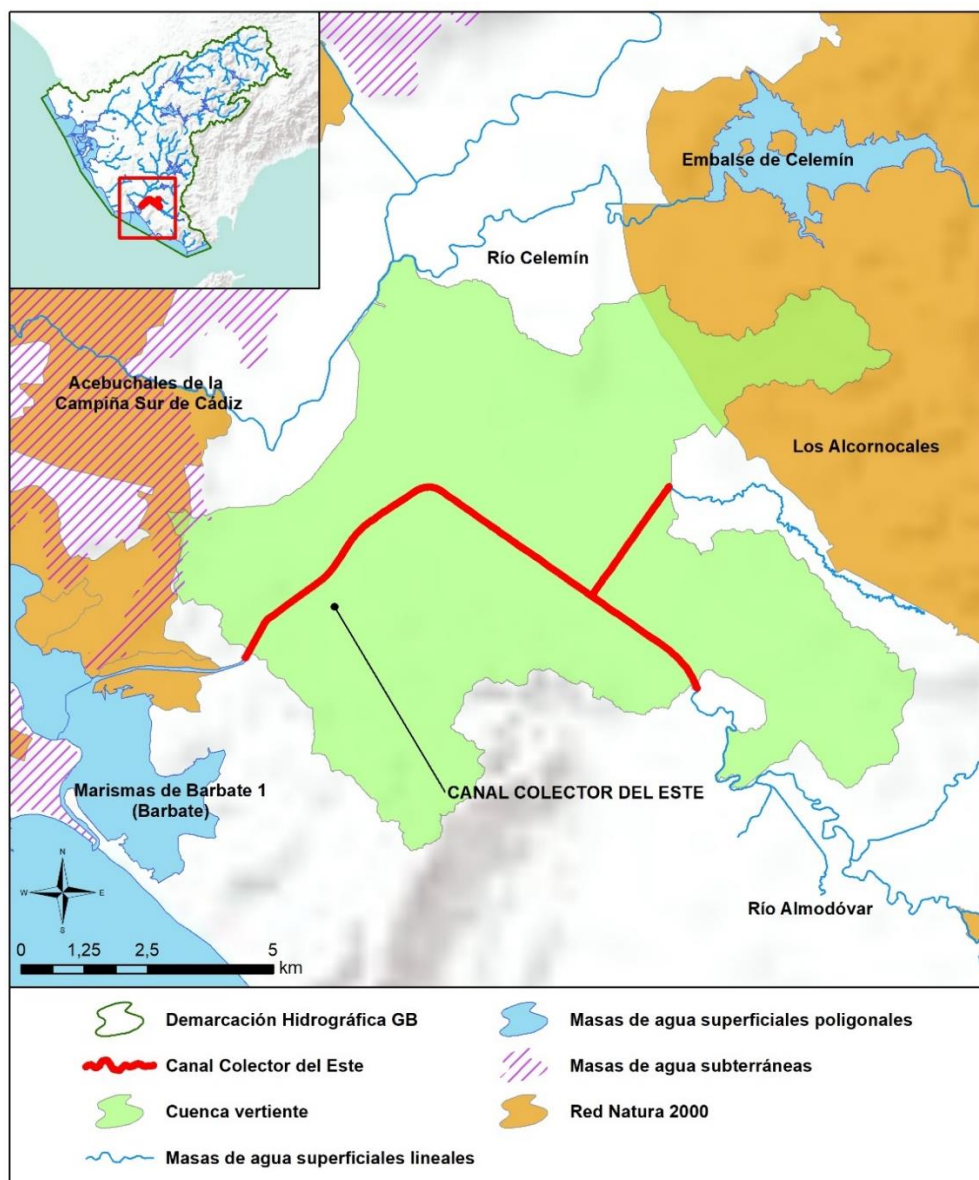 Embalse de Celemín
Río Celemín
Acebuchales de la
Campiña Sur de Cádiz
Los Alcornocales
CANAL COLECTOR DEL ESTE
Marismas de Barbate 1
(Barbate)
Río Almodóvar
N
W E
S
0 1,25 2,5 5
km
Demarcación Hidrográfica GB
Masas de agua superficiales poligonales
Canal Colector del Este
Masas de agua subterráneas
Cuenca vertiente
Red Natura 2000
Masas de agua superficiales lineales